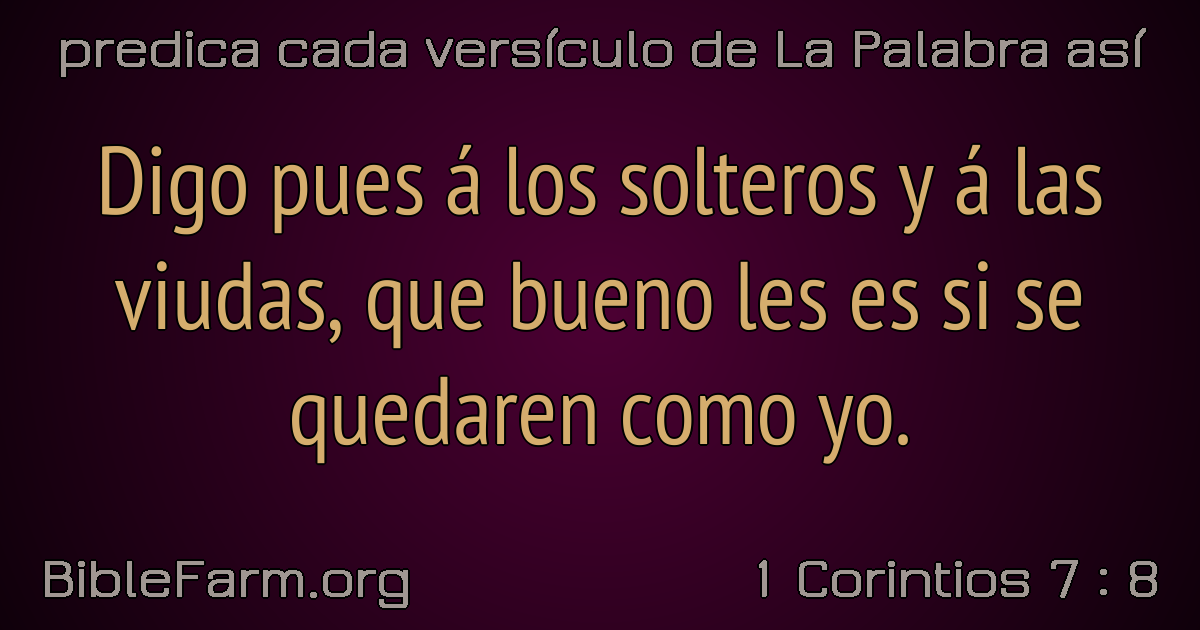 predica cada versículo de La Palabra así
Digo pues á los solteros y á las
viudas, que bueno les es si se
quedaren como yo.
BibleFarm.org
1 Corintios 7 : 8